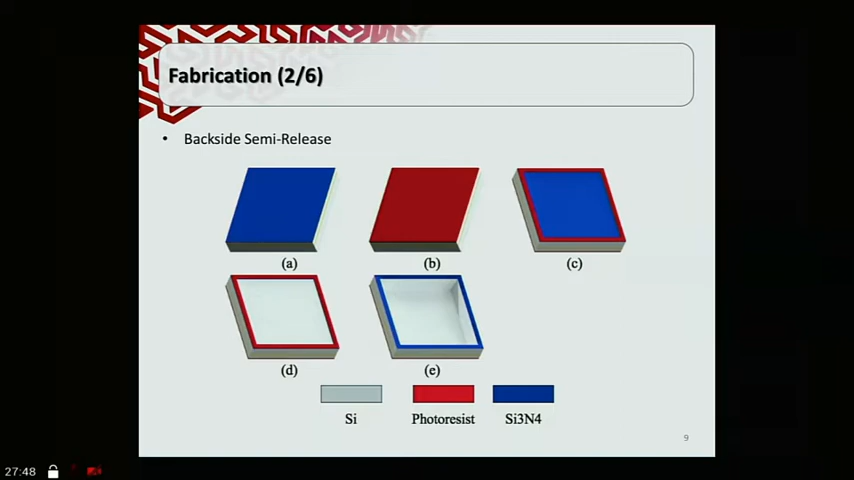 Fabrication (2/6)
• Backside Semi-Release
(a) (b) (c)
(d) (e)
Si Photoresist Si3N4
9
27:48